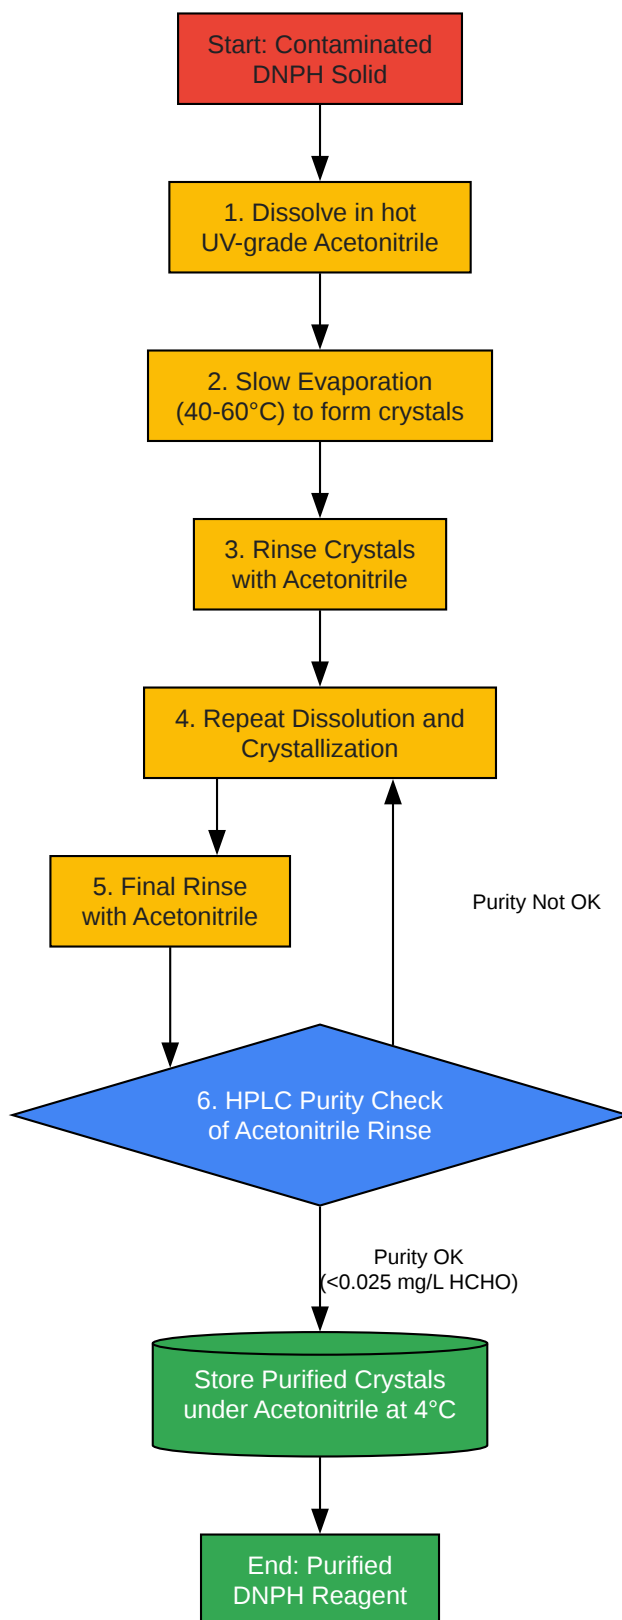 Start: Contaminated
DNPH Solid
1. Dissolve in hot
UV-grade Acetonitrile
2. Slow Evaporation
(40-60°C) to form crystals
3. Rinse Crystals
with Acetonitrile
4. Repeat Dissolution and
Crystallization
5. Final Rinse
with Acetonitrile
Purity Not OK
6. HPLC Purity Check
of Acetonitrile Rinse
Purity OK
(<0.025 mg/L HCHO)
Store Purified Crystals
under Acetonitrile at 4°C
End: Purified
DNPH Reagent